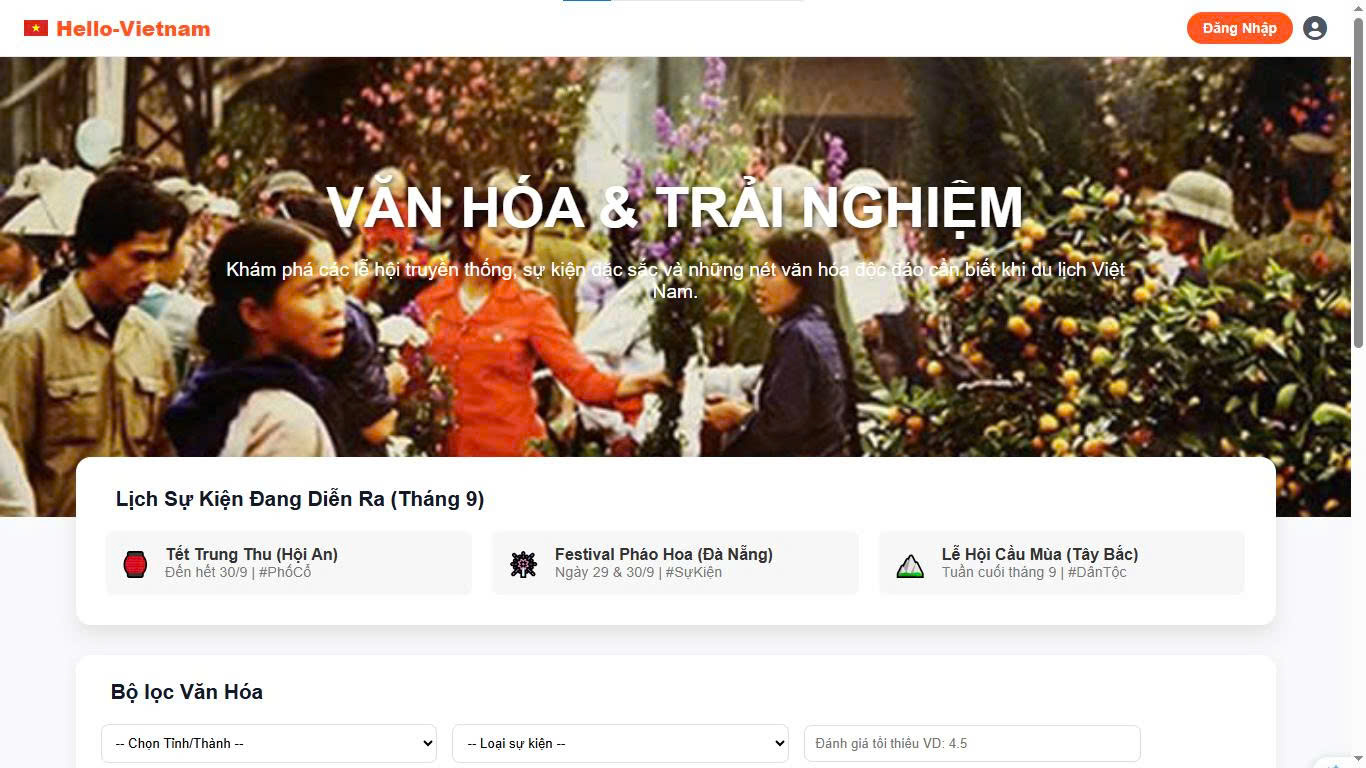 Hello-Vietnam
Đăng Nhập
VĂN HÓA & TRẢI NGHIỆM
Khám phá các lễ hội truyền thống, sự kiện đặc sắc và những nét văn hóa độc đáo cần biết khi du lịch Việt
Nam.
Lịch Sự Kiện Đang Diễn Ra (Tháng 9)
Tết Trung Thu (Hội An)
Đến hết 30/9 | #PhốCổ
Festival Pháo Hoa (Đà Nẵng)
Ngày 29 & 30/9 | #SựKiện
Lễ Hội Cầu Mùa (Tây Bắc)
Tuần cuối tháng 9 | #DânTộc
Bộ lọc Văn Hóa
-- Chọn Tỉnh/Thành --
-- Loại sự kiện --
Đánh giá tối thiểu VD: 4.5